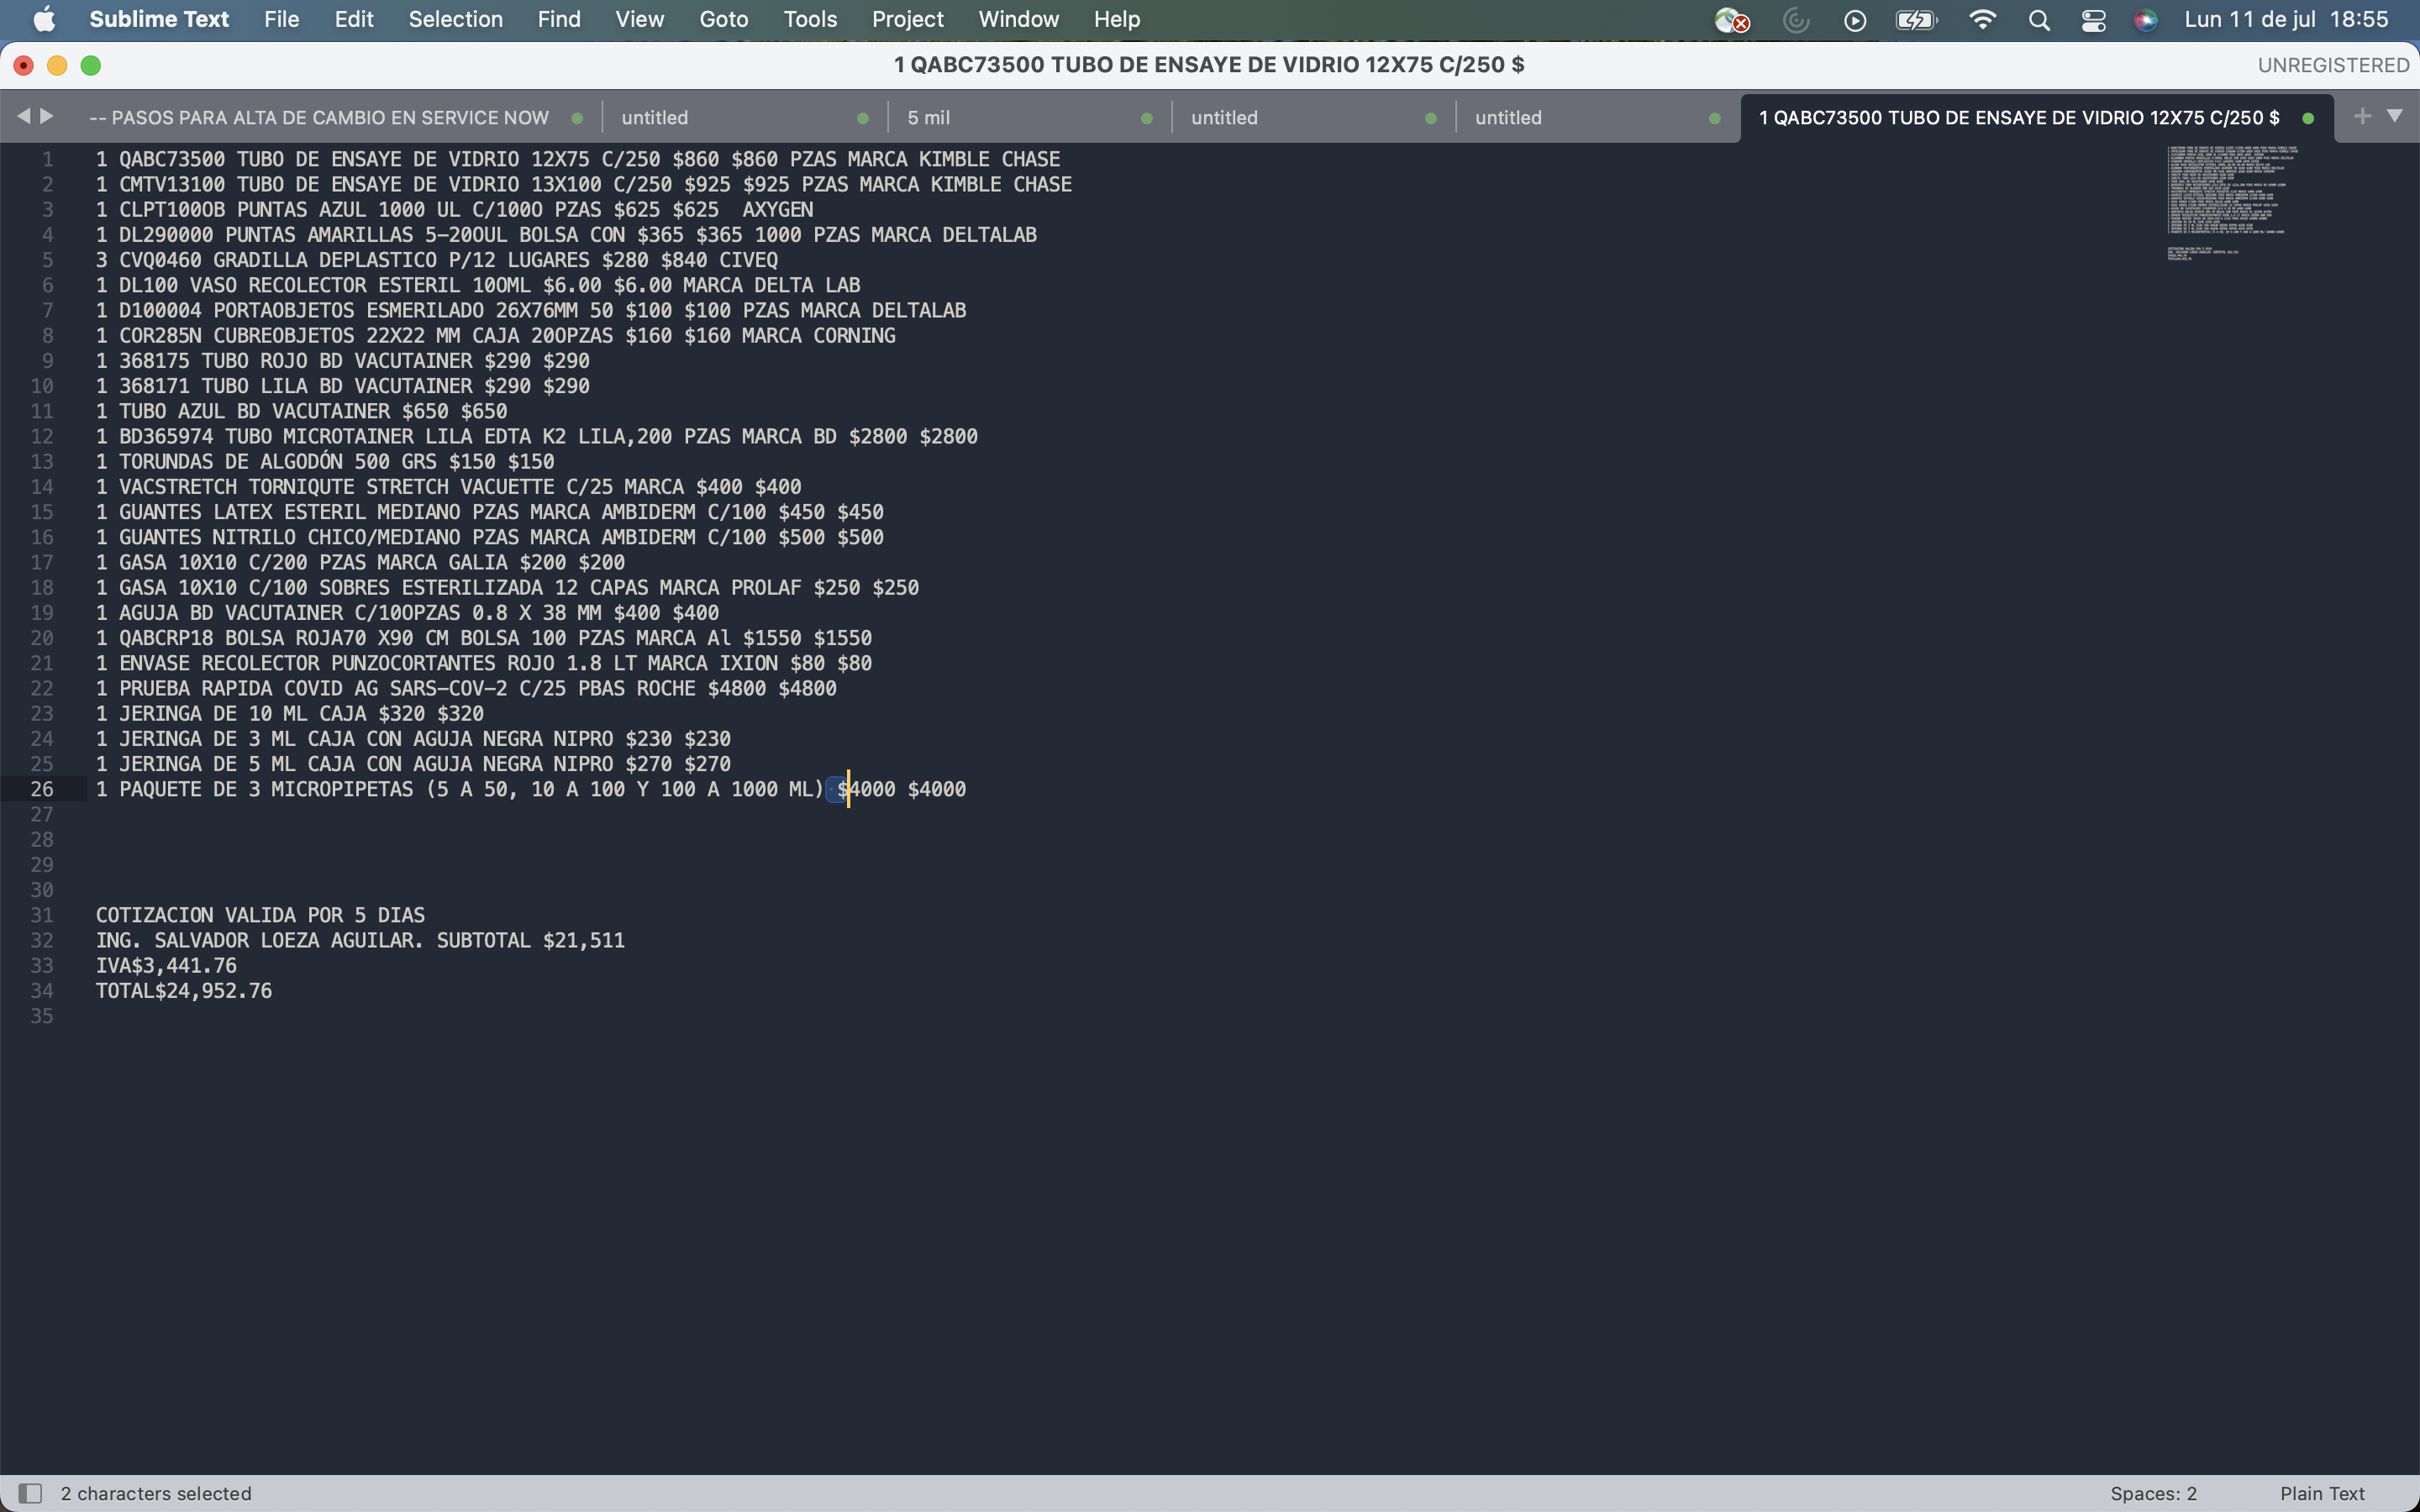 Sublime Text File Edit Selection Find View Goto Tools Project Window Help Lun 11 de jul 18:55
1 QABC73500 TUBO DE ENSAYE DE VIDRIO 12X75 C/250 $ UNREGISTERED
-- PASOS PARA ALTA DE CAMBIO EN SERVICE NOW untitled 5 mil untitled untitled 1 QABC73500 TUBO DE ENSAYE DE VIDRIO 12X75 C/250 $
1 1 QABC73500 TUBO DE ENSAYE DE VIDRIO 12X75 C/250 $860 $860 PZAS MARCA KIMBLE CHASE
2 1 CMTV13100 TUBO DE ENSAYE DE VIDRIO 13X100 C/250 $925 $925 PZAS MARCA KIMBLE CHASE
3 1 CLPT100OB PUNTAS AZUL 1000 UL C/100O PZAS $625 $625  AXYGEN
4 1 DL290000 PUNTAS AMARILLAS 5-20OUL BOLSA CON $365 $365 1000 PZAS MARCA DELTALAB
5 3 CVQ0460 GRADILLA DEPLASTICO P/12 LUGARES $280 $840 CIVEQ
6 1 DL100 VASO RECOLECTOR ESTERIL 10OML $6.00 $6.00 MARCA DELTA LAB
7 1 D100004 PORTAOBJETOS ESMERILADO 26X76MM 50 $100 $100 PZAS MARCA DELTALAB
8 1 COR285N CUBREOBJETOS 22X22 MM CAJA 20OPZAS $160 $160 MARCA CORNING
9 1 368175 TUBO ROJO BD VACUTAINER $290 $290
10 1 368171 TUBO LILA BD VACUTAINER $290 $290
11 1 TUBO AZUL BD VACUTAINER $650 $650
12 1 BD365974 TUBO MICROTAINER LILA EDTA K2 LILA,200 PZAS MARCA BD $2800 $2800
13 1 TORUNDAS DE ALGODÓN 500 GRS $150 $150
14 1 VACSTRETCH TORNIQUTE STRETCH VACUETTE C/25 MARCA $400 $400
15 1 GUANTES LATEX ESTERIL MEDIANO PZAS MARCA AMBIDERM C/100 $450 $450
16 1 GUANTES NITRILO CHICO/MEDIANO PZAS MARCA AMBIDERM C/100 $500 $500
17 1 GASA 10X10 C/200 PZAS MARCA GALIA $200 $200
18 1 GASA 10X10 C/100 SOBRES ESTERILIZADA 12 CAPAS MARCA PROLAF $250 $250
19 1 AGUJA BD VACUTAINER C/10OPZAS 0.8 X 38 MM $400 $400
20 1 QABCRP18 BOLSA ROJA70 X90 CM BOLSA 100 PZAS MARCA Al $1550 $1550
21 1 ENVASE RECOLECTOR PUNZOCORTANTES ROJO 1.8 LT MARCA IXION $80 $80
22 1 PRUEBA RAPIDA COVID AG SARS-COV-2 C/25 PBAS ROCHE $4800 $4800
23 1 JERINGA DE 10 ML CAJA $320 $320
24 1 JERINGA DE 3 ML CAJA CON AGUJA NEGRA NIPRO $230 $230
25 1 JERINGA DE 5 ML CAJA CON AGUJA NEGRA NIPRO $270 $270
26 1 PAQUETE DE 3 MICROPIPETAS (5 A 50, 10 A 100 Y 100 A 1000 ML) $4000 $4000
27
28
29
30
31 COTIZACION VALIDA POR 5 DIAS
32 ING. SALVADOR LOEZA AGUILAR. SUBTOTAL $21,511
33 IVA$3,441.76
34 TOTAL$24,952.76
35
2 characters selected Spaces: 2 Plain Text